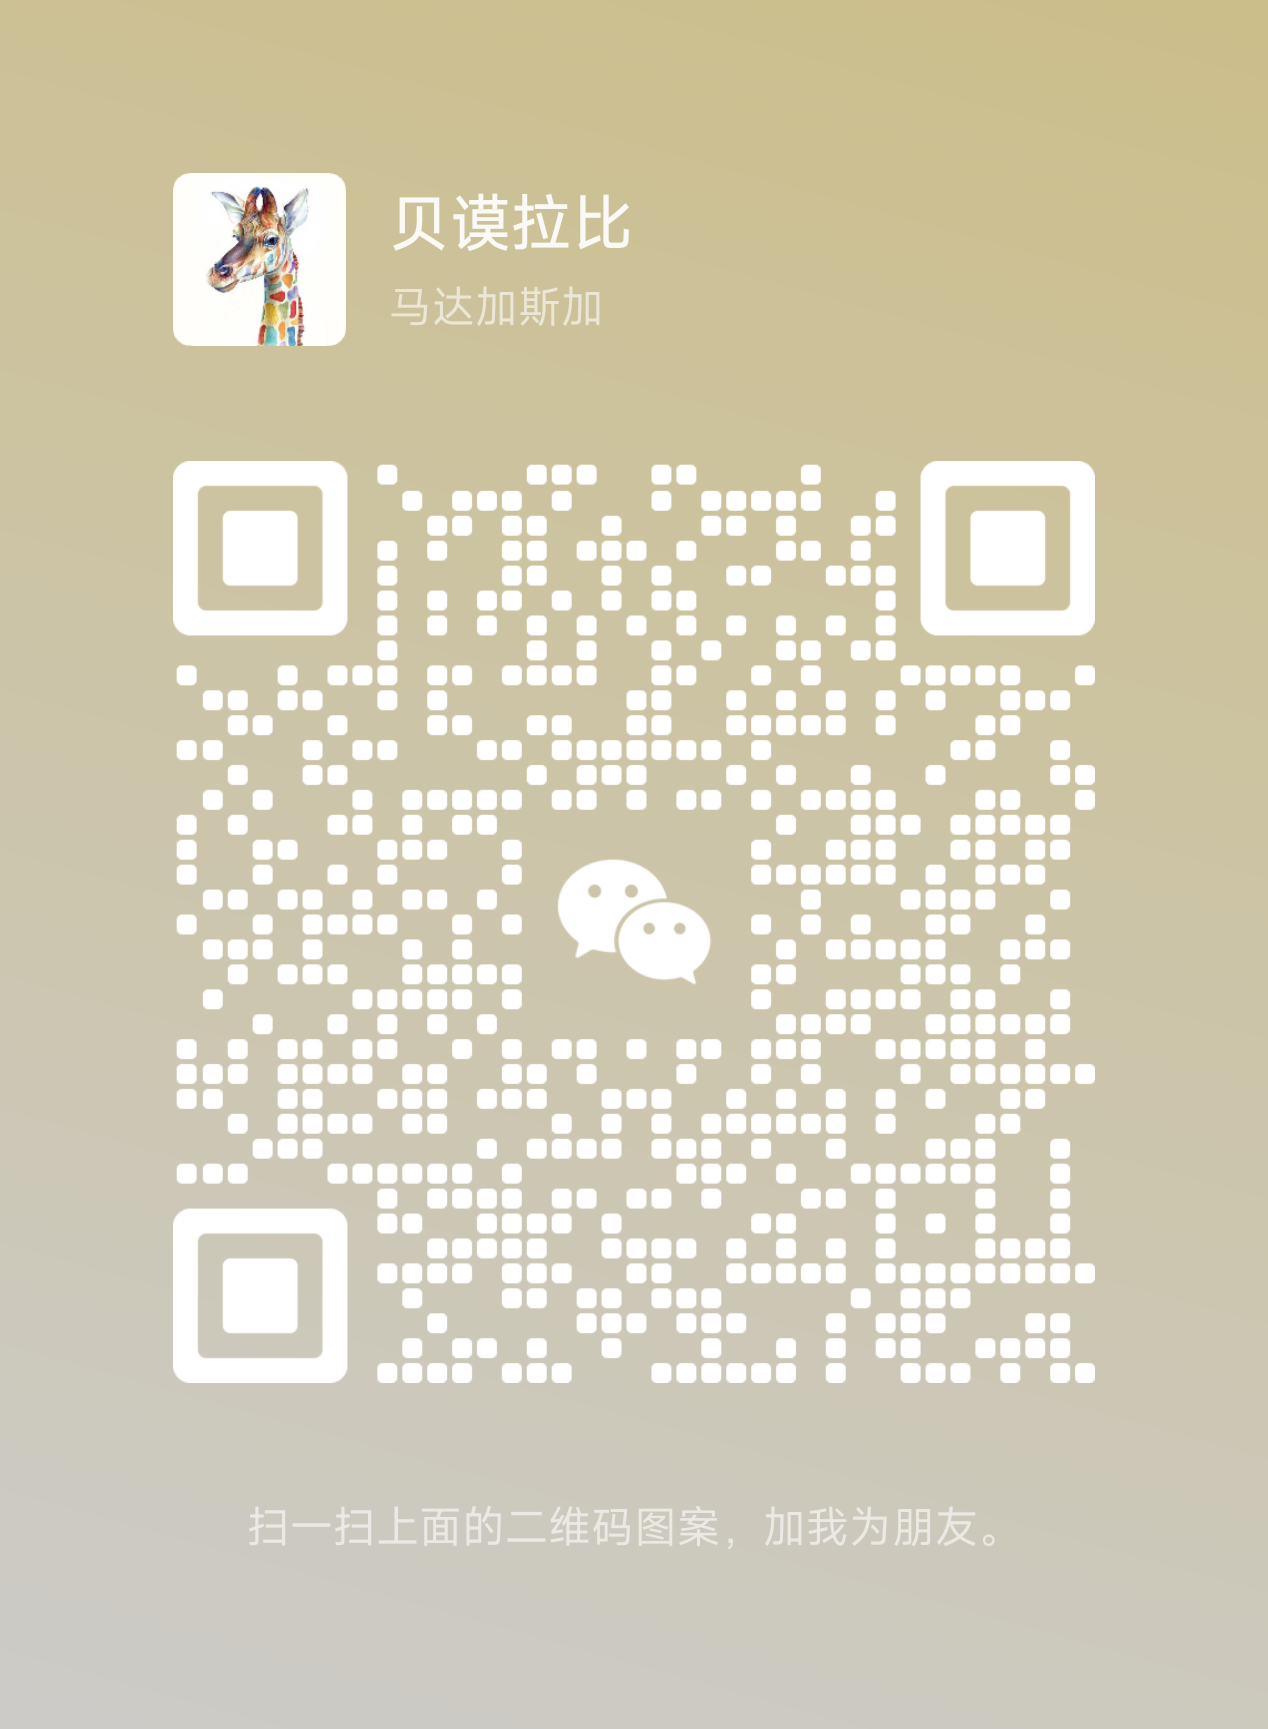 贝谟拉比
马达加斯加
扫一扫上面的二维码图案，加我为朋友。